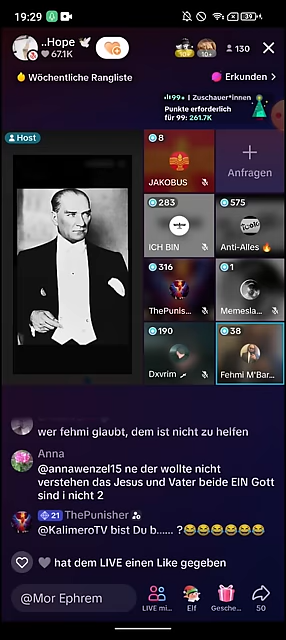 19:29
39
..Hope 🕊️
67.1K
10+
130
Wöchentliche Rangliste
Erkunden >
99+ | Zuschauer*innen
Punkte erforderlich
für 99: 261.7K
Host
8
JAKOBUS
+
Anfragen
283
ICH BIN
575
Anti-Alles 🔥
316
ThePunis...
1
Memesla...
190
Dxvrim
38
Fehmi M'Bar...
wer fehmi glaubt, dem ist nicht zu helfen
Anna
@annawenzel15 ne der wollte nicht
verstehen das Jesus und Vater beide EIN Gott
sind i nicht 2
21 ThePunisher
@KalimeroTV bist Du b...... ?😂😂😂😂😂😂
hat dem LIVE einen Like gegeben
@Mor Ephrem
LIVE mi...
Elf
Gesche...
50